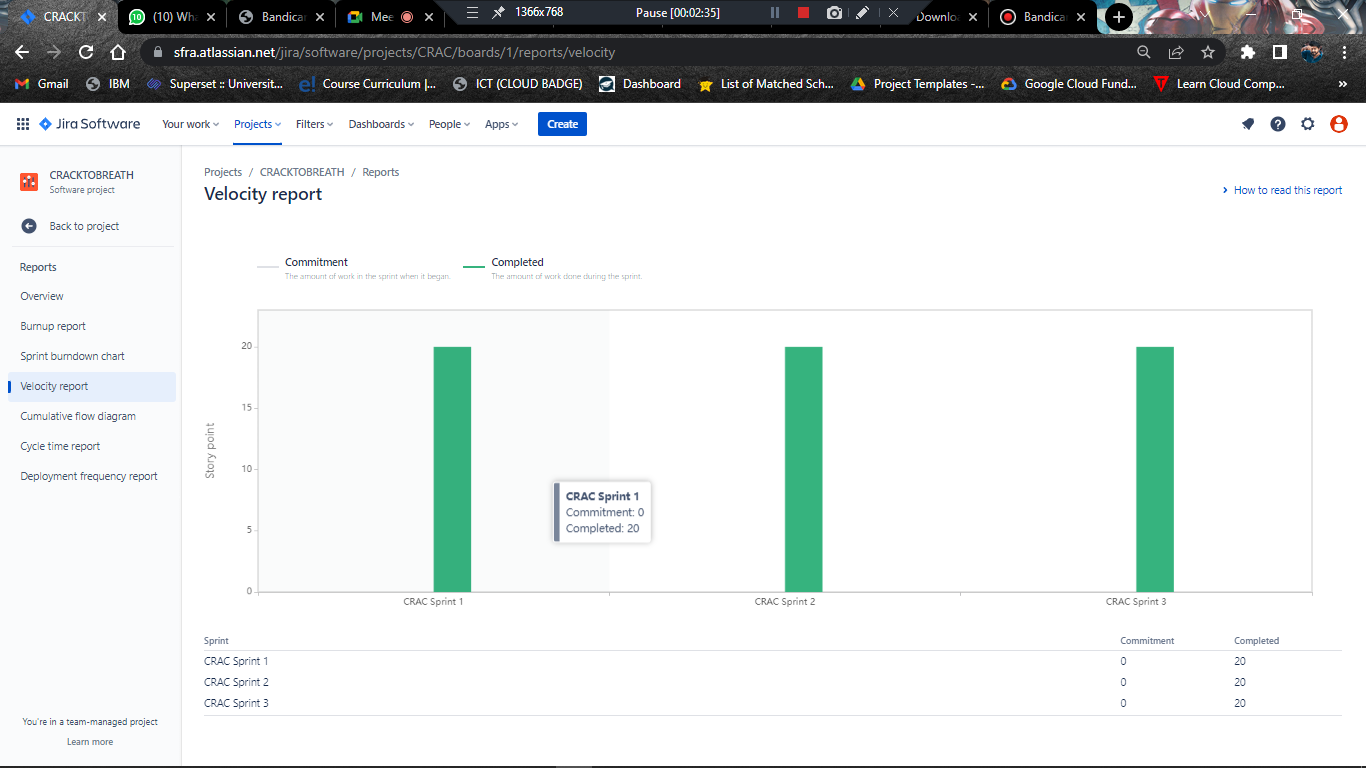 CRACKT
(10) Wha
Bandicar
Mee
1366x768
Pause [00:02:35]
Downlo
Bandica
sfra.atlassian.net/jira/software/projects/CRAC/boards/1/reports/velocity
Gmail
IBM
Superset :: Universit...
Course Curriculum |...
ICT (CLOUD BADGE)
Dashboard
List of Matched Sch...
Project Templates -...
Google Cloud Fund...
Learn Cloud Comp...
»
Jira Software
Your work
Projects
Filters
Dashboards
People
Apps
Create
CRACKTOBREATH
Software project
Back to project
Reports
Overview
Burnup report
Sprint burndown chart
Velocity report
Cumulative flow diagram
Cycle time report
Deployment frequency report
You're in a team-managed project
Learn more
Projects / CRACKTOBREATH / Reports
Velocity report
How to read this report
Commitment
The amount of work in the sprint when it began.
Completed
The amount of work done during the sprint.
Story point
20
15
10
5
0
CRAC Sprint 1
Commitment: 0
Completed: 20
CRAC Sprint 1
CRAC Sprint 2
CRAC Sprint 3
Sprint Commitment Completed
CRAC Sprint 1 0 20
CRAC Sprint 2 0 20
CRAC Sprint 3 0 20